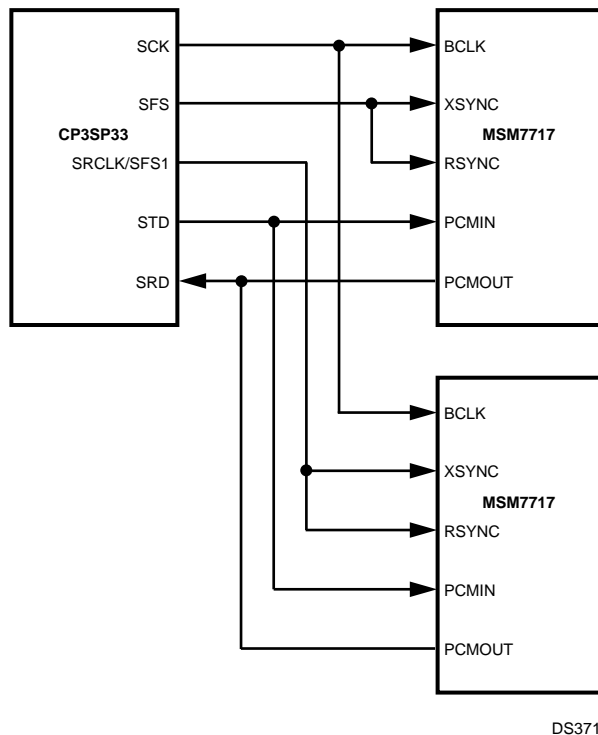 SCK
SFS
CP3SP33
SRCLK/SFS1
STD
SRD
BCLK
XSYNC
MSM7717
RSYNC
PCMIN
PCMOUT
BCLK
XSYNC
MSM7717
RSYNC
PCMIN
PCMOUT
DS371